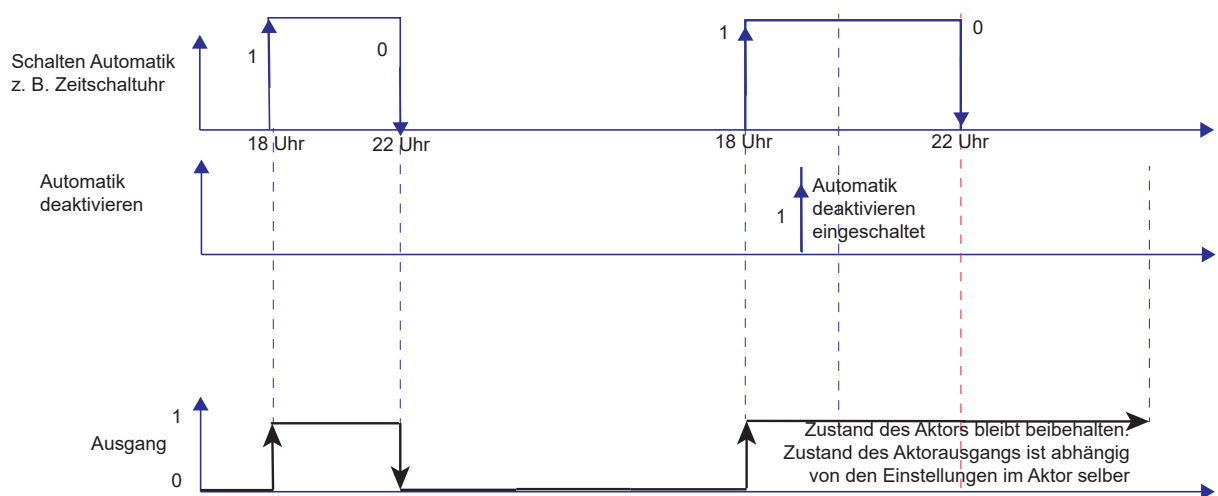 Schalten Automatik
z. B. Zeitschaltuhr
1
0
1
0
18 Uhr
22 Uhr
18 Uhr
22 Uhr
Automatik
deaktivieren
1
Automatik
deaktivieren
eingeschaltet
Ausgang
1
0
Zustand des Aktors bleibt beibehalten.
Zustand des Aktorausgangs ist abhängig
von den Einstellungen im Aktor selber